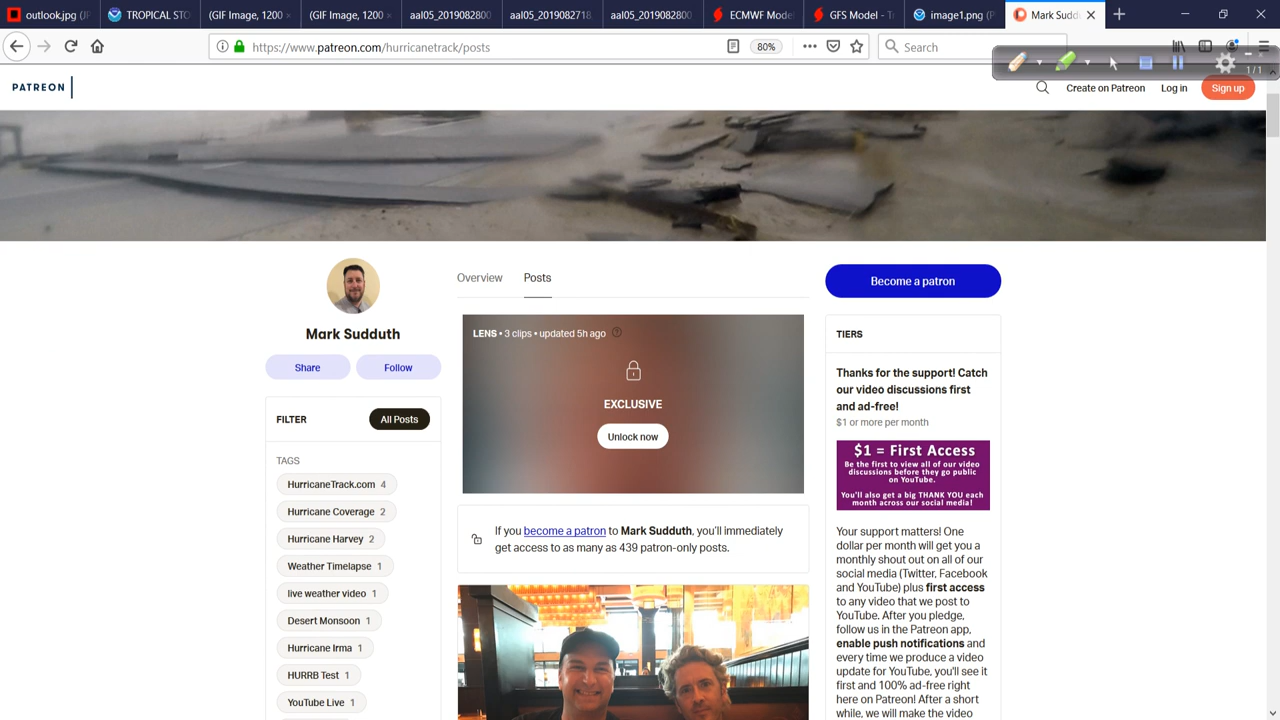 outlook.jpg (JP
TROPICAL STO
(GIF Image, 1200 ×
(GIF Image, 1200 ×
aal05_2019082800
aal05_2019082718
aal05_2019082800
ECMWF Model
GFS Model - T
image1.png (P
Mark Suddu
https://www.patreon.com/hurricanetrack/posts
80%
Search
1/1
PATREON
Create on Patreon
Log in
Sign up
Mark Sudduth
Share
Follow
FILTER
All Posts
TAGS
HurricaneTrack.com 4
Hurricane Coverage 2
Hurricane Harvey 2
Weather Timelapse 1
live weather video 1
Desert Monsoon 1
Hurricane Irma 1
HURRB Test 1
YouTube Live 1
Overview
Posts
LENS • 3 clips • updated 5h ago
EXCLUSIVE
Unlock now
If you become a patron to Mark Sudduth, you'll immediately
get access to as many as 439 patron-only posts.
Become a patron
TIERS
Thanks for the support! Catch
our video discussions first
and ad-free!
$1 or more per month
$1 = First Access
Be the first to view all of our video
discussions before they go public
on YouTube.
You'll also get a big THANK YOU each
month across our social media!
Your support matters! One
dollar per month will get you a
monthly shout out on all of our
social media (Twitter, Facebook
and YouTube) plus first access
to any video that we post to
YouTube. After you pledge,
follow us in the Patreon app,
enable push notifications and
every time we produce a video
update for YouTube, you'll see it
first and 100% ad-free right
here on Patreon! After a short
while, we will make the video